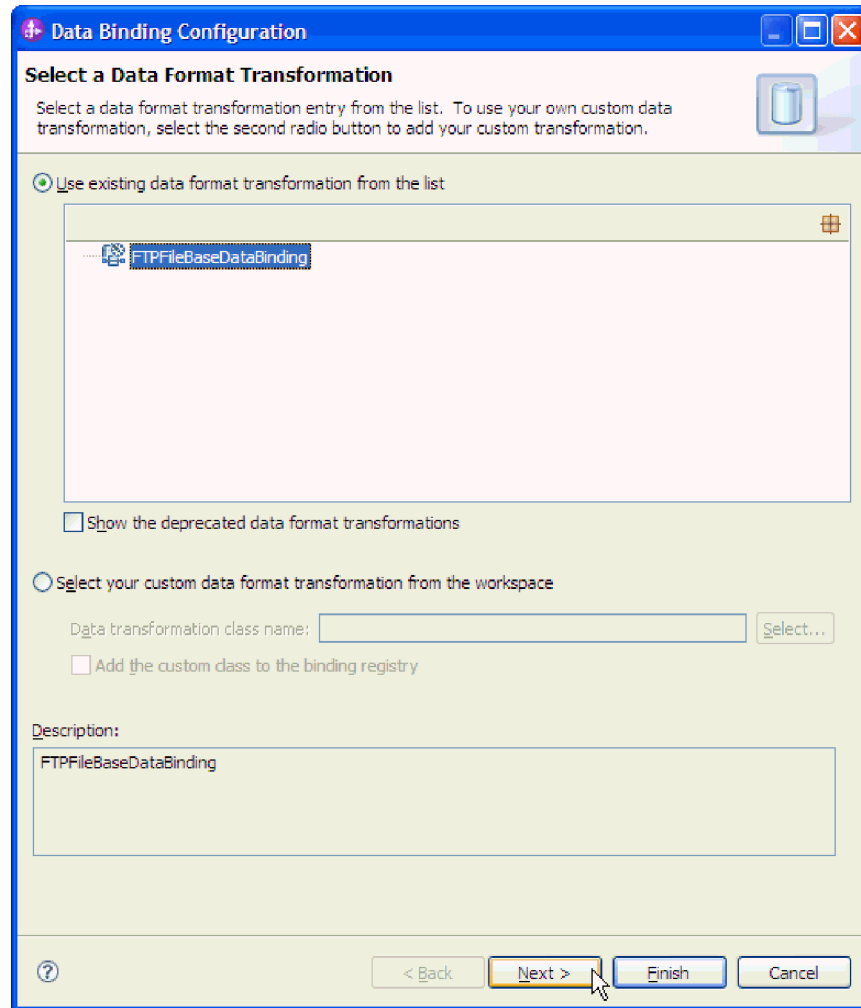 Data Binding Configuration
Select a Data Format Transformation
Select a data format transformation entry from the list. To use your own custom data
transformation, select the second radio button to add your custom transformation.
Use existing data format transformation from the list
FTPFileBaseDataBinding
Show the deprecated data format transformations
Select your custom data format transformation from the workspace
Data transformation class name:
Select...
Add the custom class to the binding registry
Description:
FTPFileBaseDataBinding
?
< Back
Next >
Finish
Cancel